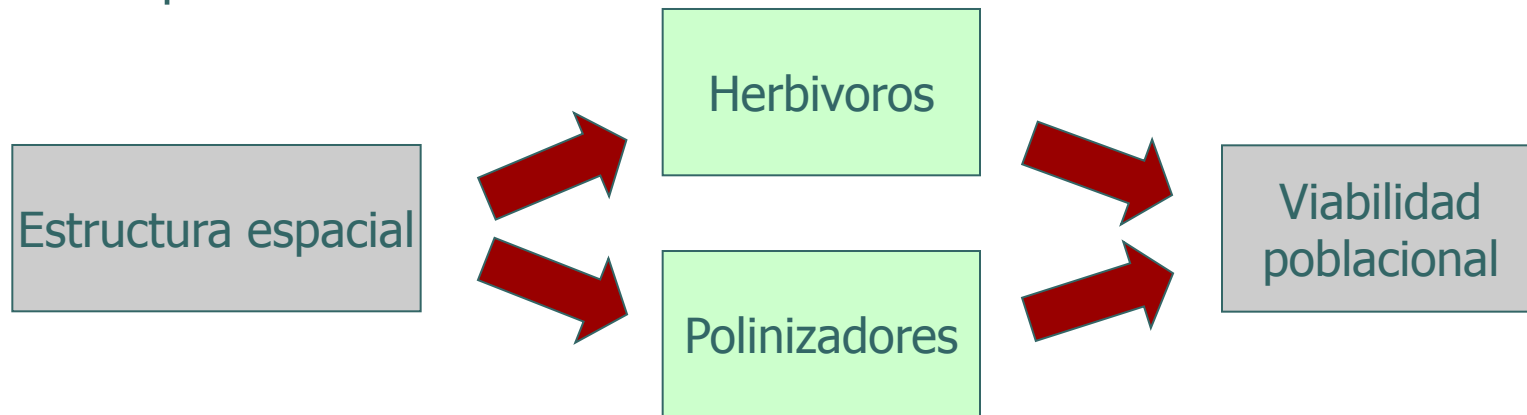 Herbivoros
Estructura espacial
Viabilidad
poblacional
Polinizadores